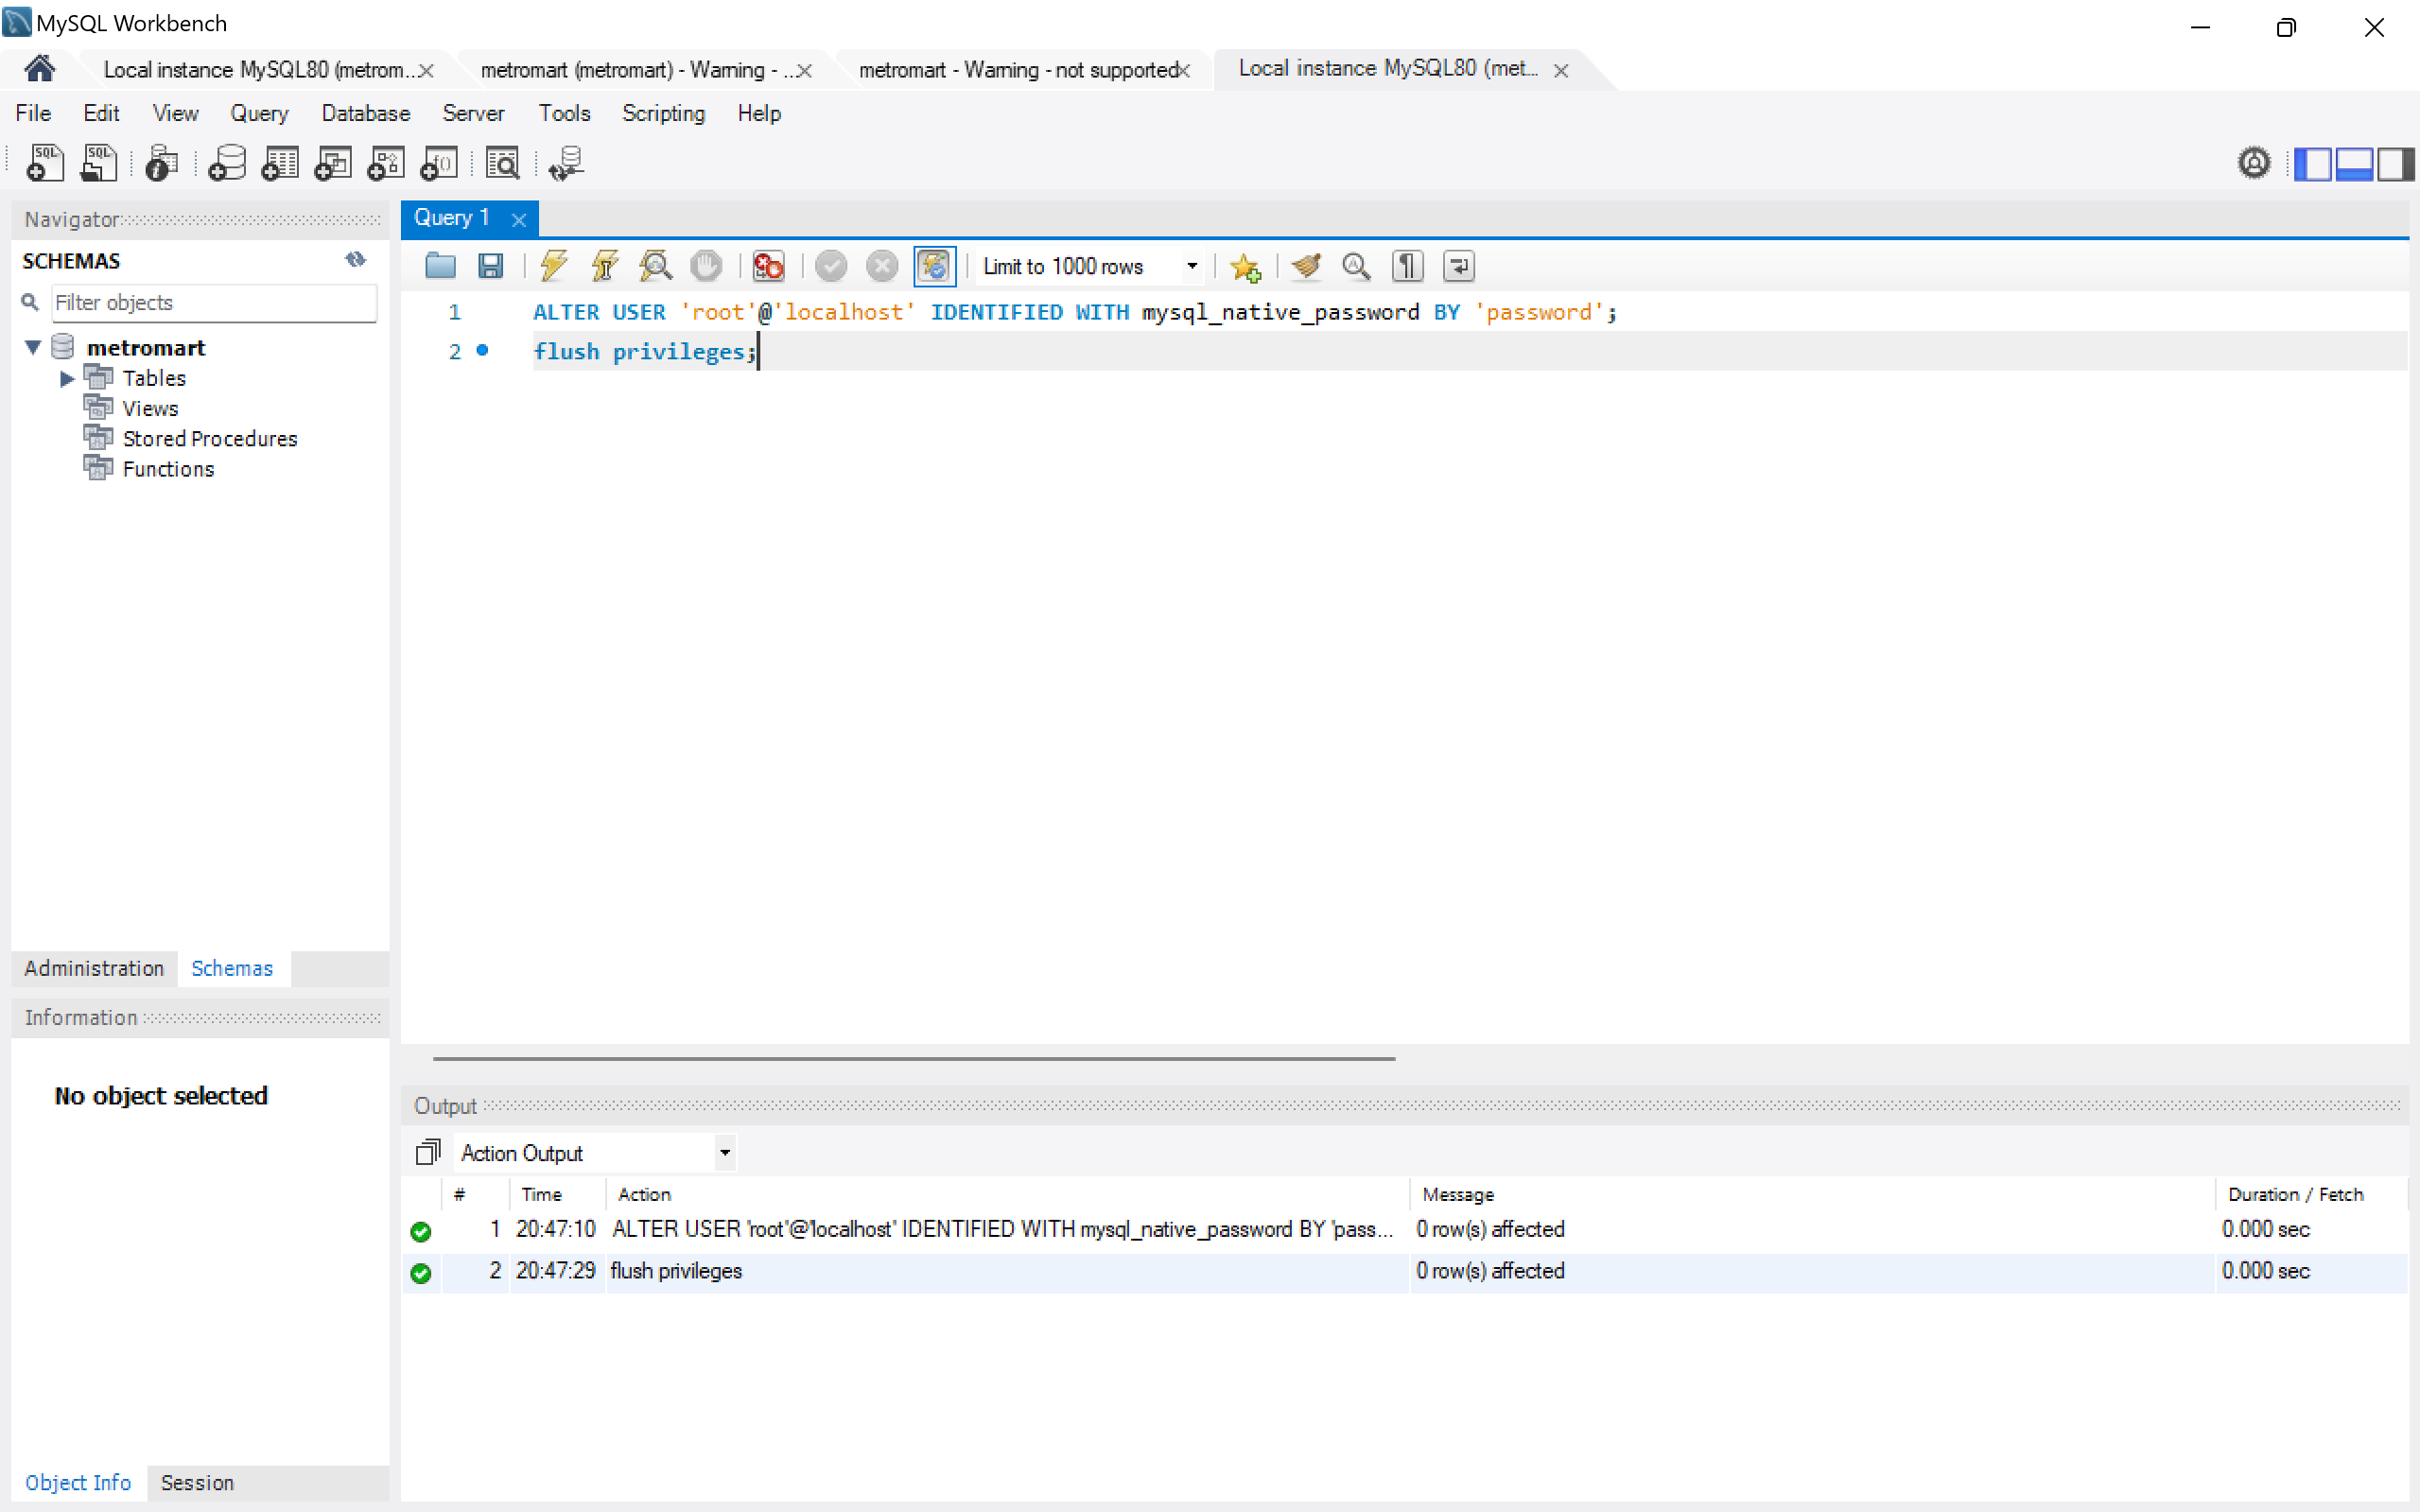 MySQL Workbench
Local instance MySQL80 (metrom...
metromart (metromart) - Warning - ...
metromart - Warning - not supported
Local instance MySQL80 (met...
File Edit View Query Database Server Tools Scripting Help
Navigator
SCHEMAS
Filter objects
metromart
Tables
Views
Stored Procedures
Functions
Administration Schemas
Information
No object selected
Object Info Session
Query 1
Limit to 1000 rows
1 ALTER USER 'root'@'localhost' IDENTIFIED WITH mysql_native_password BY 'password';
2 flush privileges;
Output
Action Output
# Time Action Message Duration / Fetch
1 20:47:10 ALTER USER 'root'@'localhost' IDENTIFIED WITH mysql_native_password BY 'pass... 0 row(s) affected 0.000 sec
2 20:47:29 flush privileges 0 row(s) affected 0.000 sec